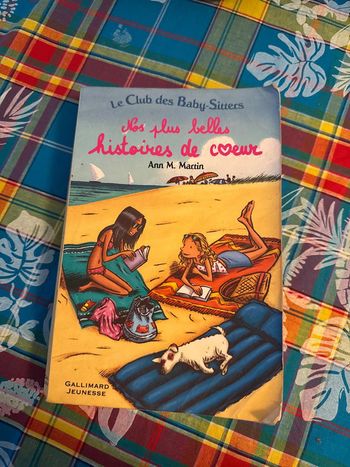 Le Club des Baby-Sitters
Nos plus belles
histoires de cœur
Ann M. Martin
GALLIMARD
JEUNESSE